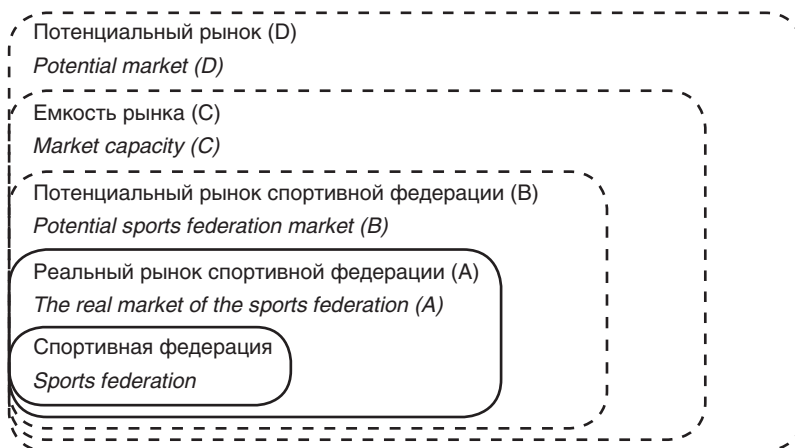 Потенциальный рынок (D)
Potential market (D)
Емкость рынка (C)
Market capacity (C)
Потенциальный рынок спортивной федерации (B)
Potential sports federation market (B)
Реальный рынок спортивной федерации (A)
The real market of the sports federation (A)
Спортивная федерация
Sports federation